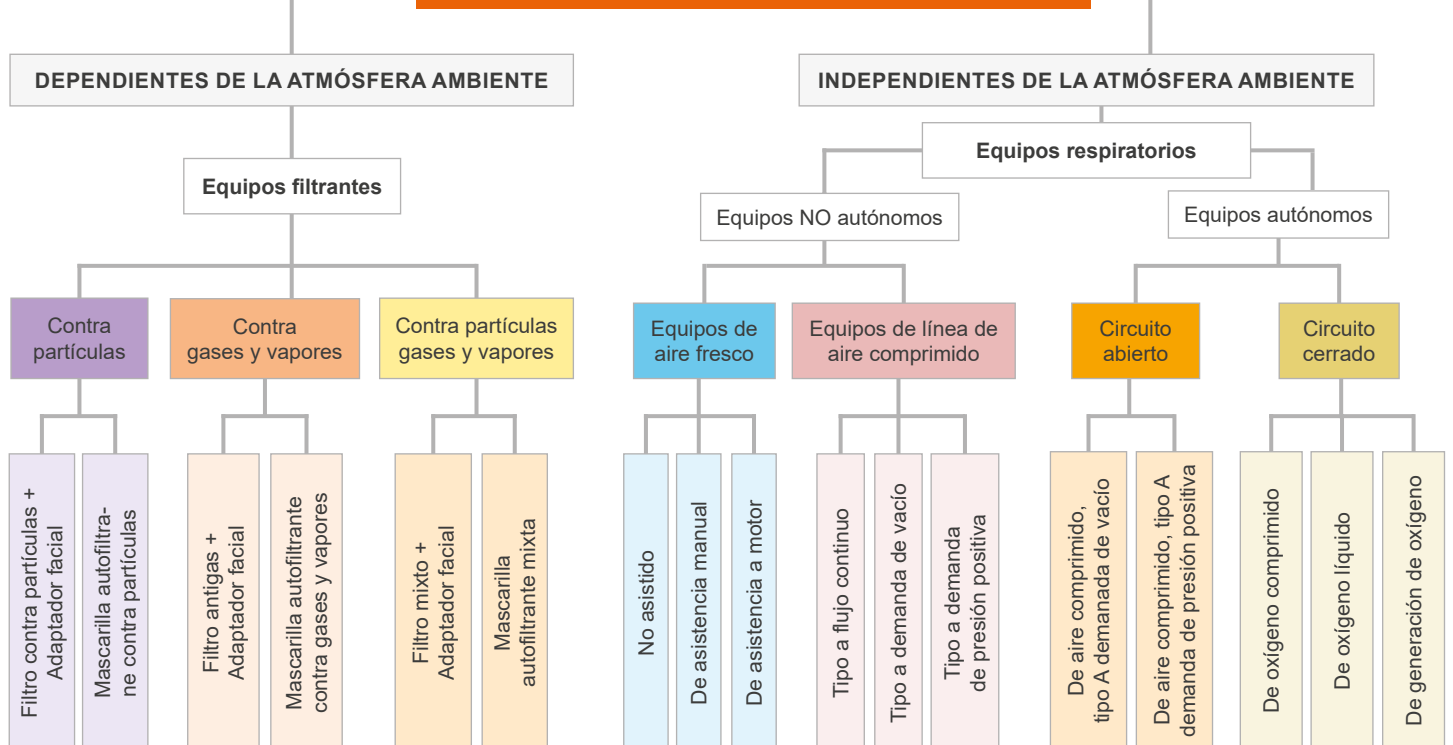 DEPENDIENTES DE LA ATMÓSFERA AMBIENTE
INDEPENDIENTES DE LA ATMÓSFERA AMBIENTE
Equipos filtrantes
Equipos respiratorios
Equipos NO autónomos
Equipos autónomos
Contra
partículas
Contra
gases y vapores
Contra partículas
gases y vapores
Equipos de
aire fresco
Equipos de línea de
aire comprimido
Circuito
abierto
Circuito
cerrado
Filtro contra partículas +
Adaptador facial
Mascarilla autofiltra-
ne contra partículas
Filtro antigas +
Adaptador facial
Mascarilla autofiltrante
contra gases y vapores
Filtro mixto +
Adaptador facial
Mascarilla
autofiltrante mixta
No asistido
De asistencia manual
De asistencia a motor
Tipo a flujo continuo
Tipo a demanda de vacío
Tipo a demanda
de presión positiva
De aire comprimido,
tipo A demanada de vacío
De aire comprimido, tipo A
demanda de presión positiva
De oxígeno comprimido
De oxígeno líquido
De generación de oxígeno